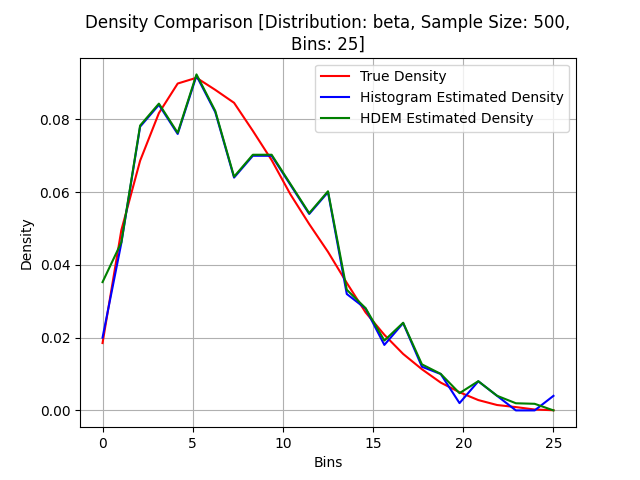 Density Comparison [Distribution: beta, Sample Size: 500,
Bins: 25]
True Density
Histogram Estimated Density
HDEM Estimated Density
Density
0.08
0.06
0.04
0.02
0.00
0 5 10 15 20 25
Bins